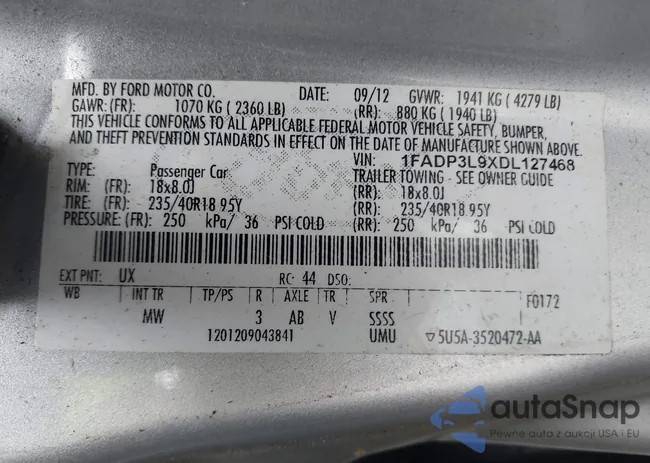 MFD. BY FORD MOTOR CO. DATE: 09/12 GVWR: 1941 KG ( 4279 LB)
GAWR: (FR): 1070 KG ( 2360 LB) (RR): 880 KG ( 1940 LB)
THIS VEHICLE CONFORMS TO ALL APPLICABLE FEDERAL MOTOR VEHICLE SAFETY, BUMPER,
AND THEFT PREVENTION STANDARDS IN EFFECT ON THE DATE OF MANUFACTURE SHOWN ABOVE.
VIN: 1FADP3L9XDL127468
TYPE: Passenger Car TRAILER TOWING - SEE OWNER GUIDE
RIM: (FR): 18x8.0J (RR): 18x8.0J
TIRE: (FR): 235/40R18 95Y (RR): 235/40R18 95Y
PRESSURE: (FR): 250 kPa/ 36 PSI COLD (RR): 250 kPa/ 36 PSI COLD
EXT PNT: UX RC: 44 DSO:
WB INT TR TP/PS R AXLE TR SPR F0172
MW 3 AB V SSSS
1201209043841 UMU ▽5U5A-3520472-AA
autoSnap
Pewne auto z aukcji USA i EU